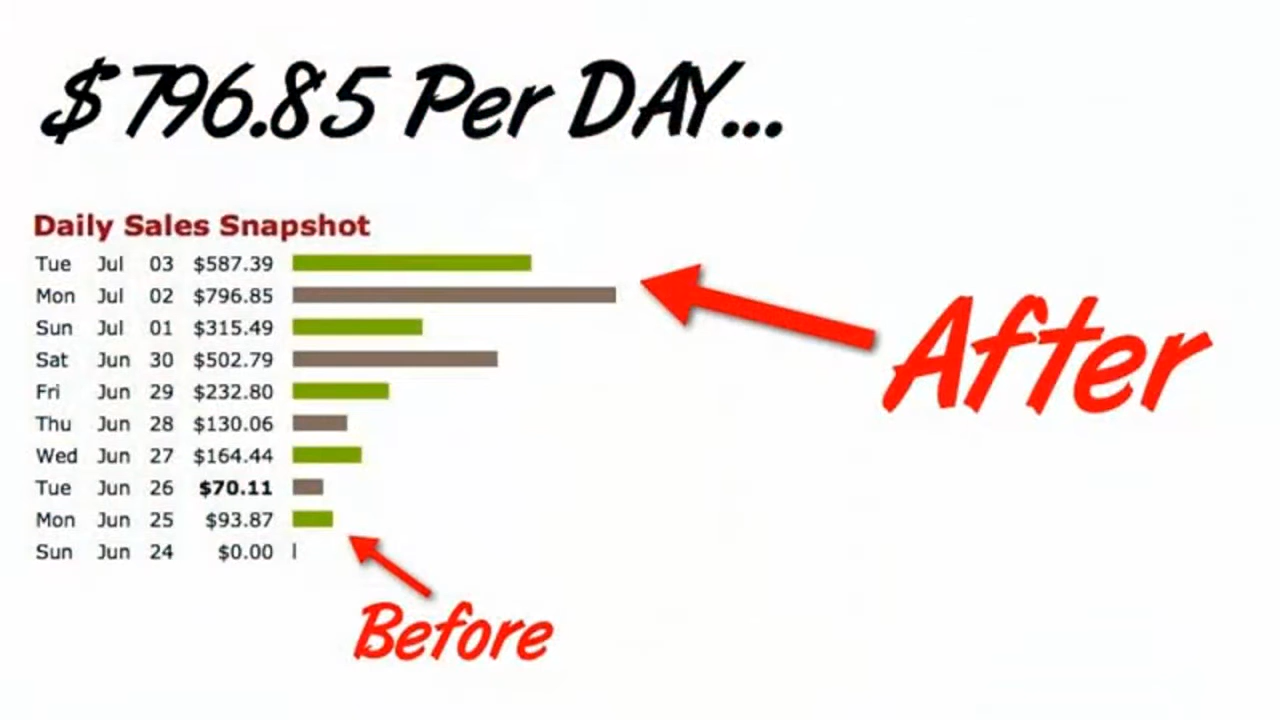 $796.85 Per DAY...
Daily Sales Snapshot
Tue Jul 03 $587.39
Mon Jul 02 $796.85
Sun Jul 01 $315.49
Sat Jun 30 $502.79
Fri Jun 29 $232.80
Thu Jun 28 $130.06
Wed Jun 27 $164.44
Tue Jun 26 $70.11
Mon Jun 25 $93.87
Sun Jun 24 $0.00
After
Before